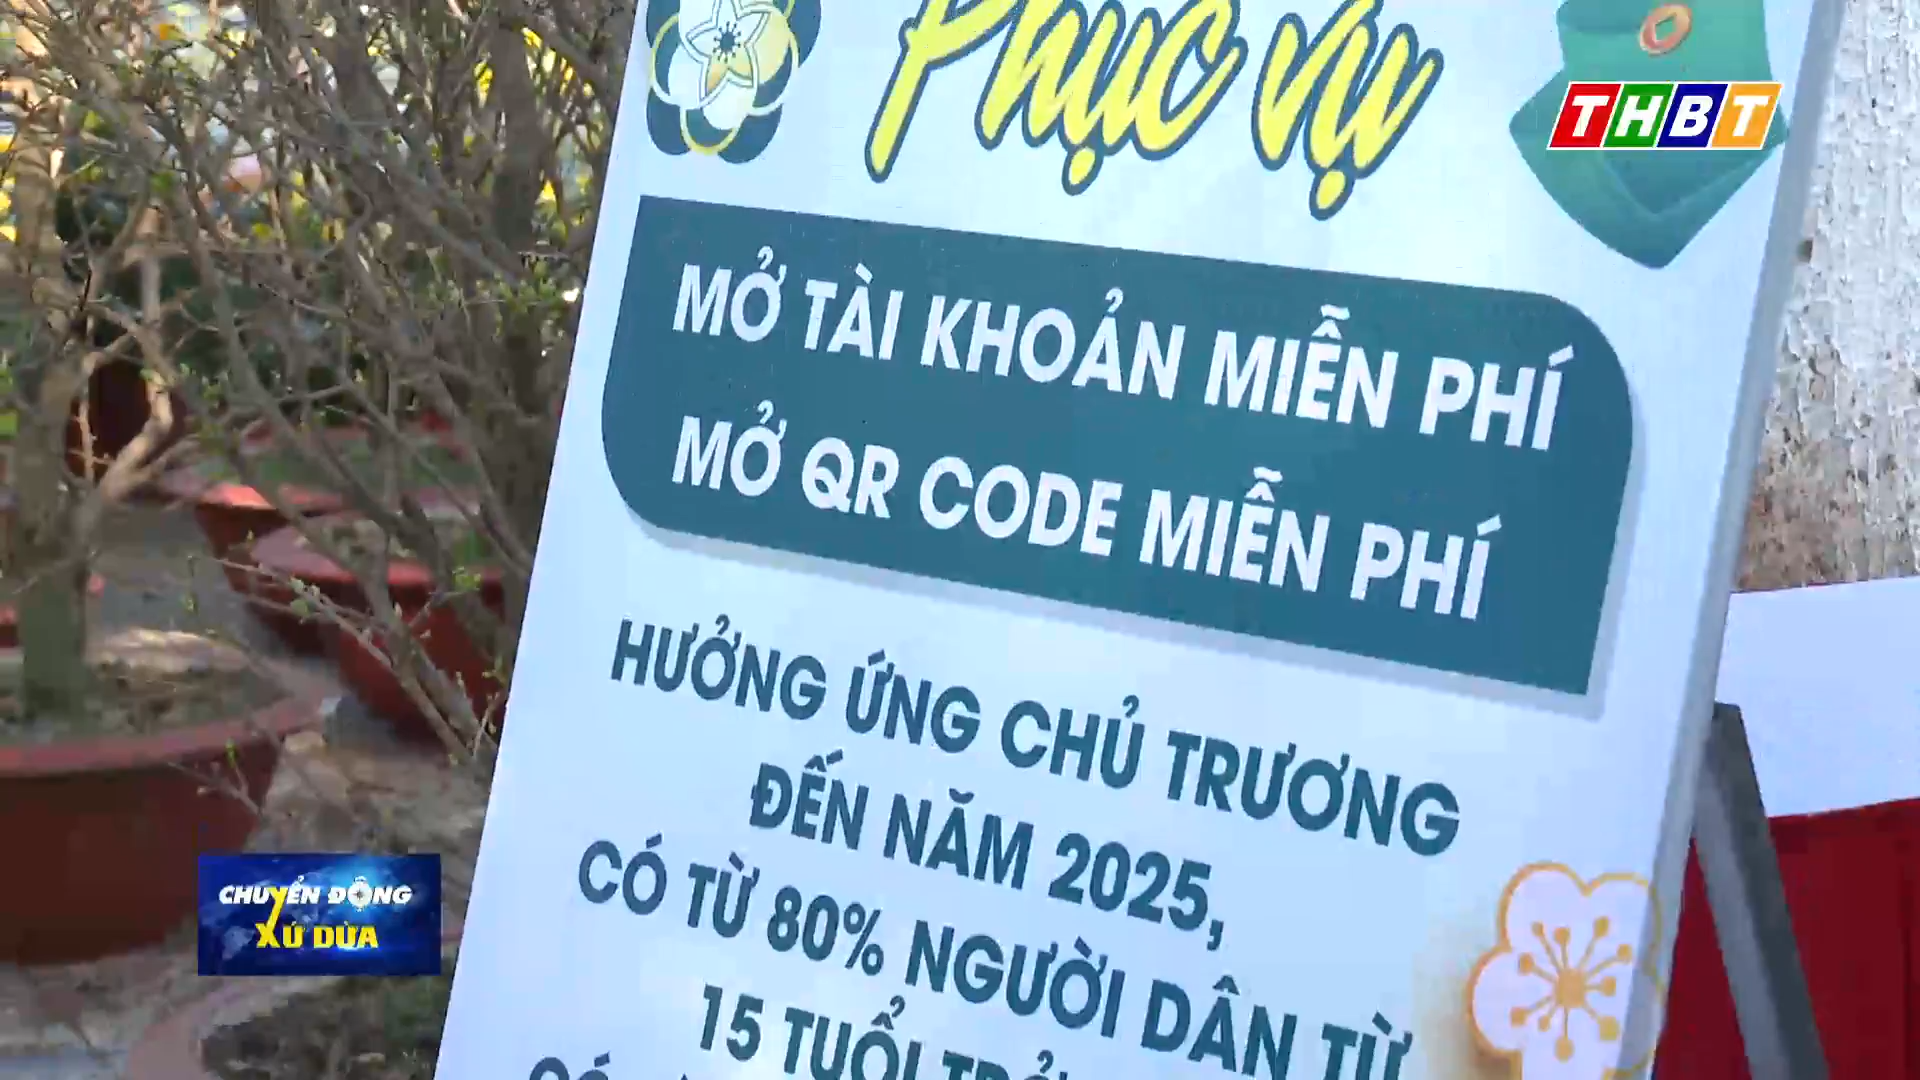 Phục vụ
THBT
MỞ TÀI KHOẢN MIỄN PHÍ
MỞ QR CODE MIỄN PHÍ
HƯỞNG ỨNG CHỦ TRƯƠNG
ĐẾN NĂM 2025,
CÓ TỪ 80% NGƯỜI DÂN TỪ
15 TUỔI TRỞ
CHUYỂN ĐỘNG
XỨ DỪA